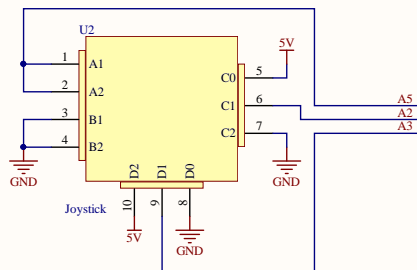 U2
5V
1 A1
C0 5
2 A2
A5
C1 6
A2
3 B1
A3
C2 7
4 B2
GND
GND
D2 D1 D0
Joystick
10 9 8
5V
GND